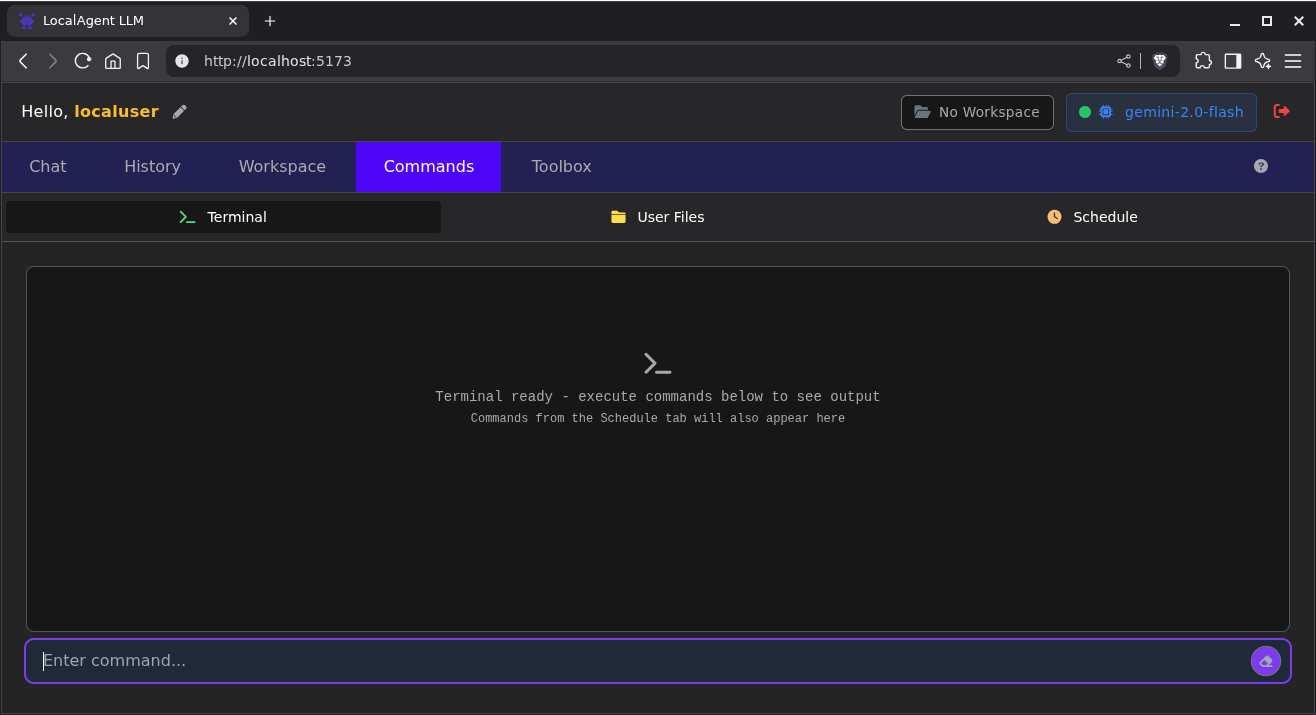 LocalAgent LLM
http://localhost:5173
Hello, localuser
No Workspace
gemini-2.0-flash
Chat History Workspace Commands Toolbox
Terminal User Files Schedule
Terminal ready - execute commands below to see output
Commands from the Schedule tab will also appear here
Enter command...